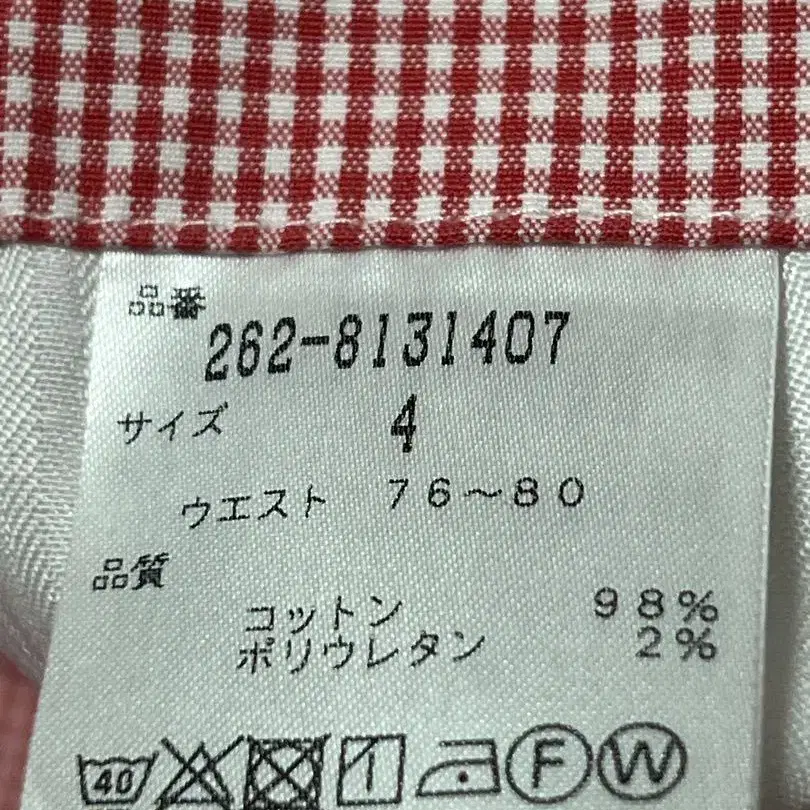 品番
262-8131407
サイズ 4
ウエスト 76〜80
品質
コットン 98%
ポリウレタン 2%
40 F W